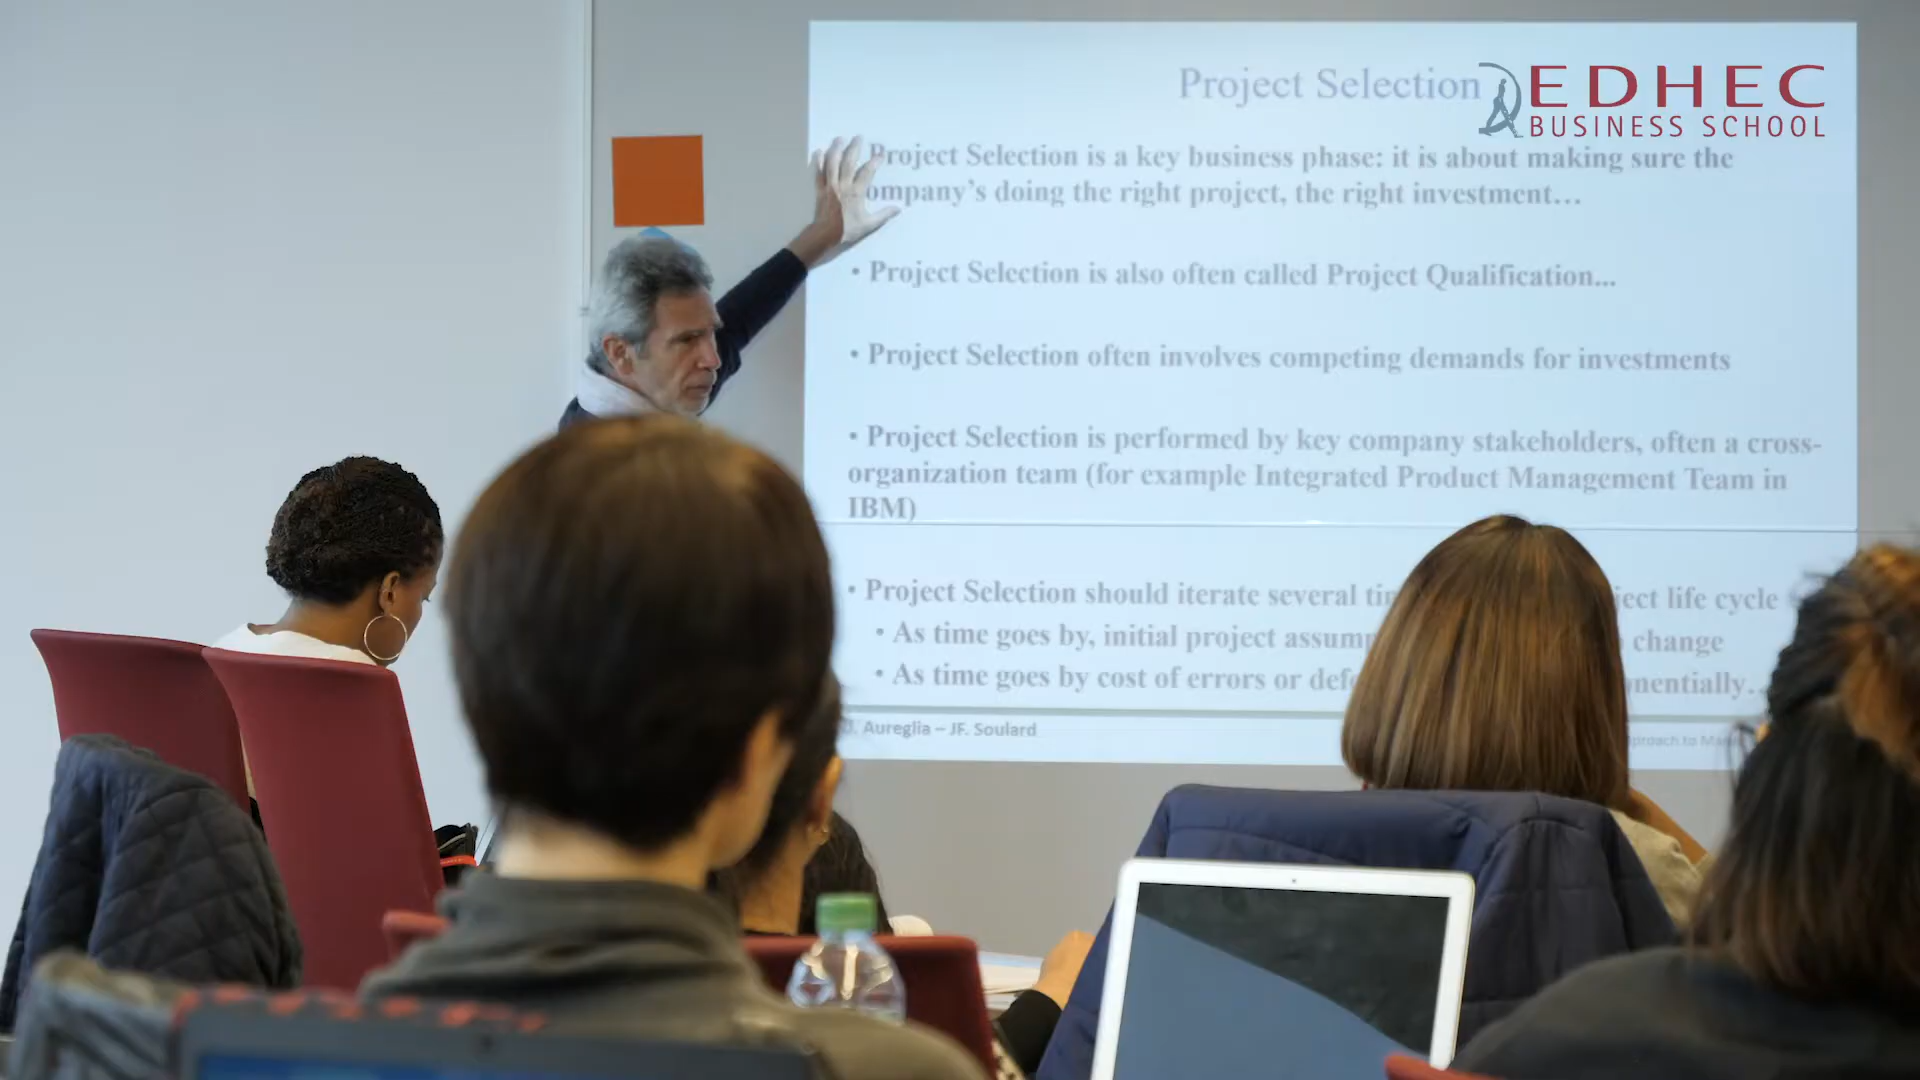 Project Selection
EDHEC
BUSINESS SCHOOL
Project Selection is a key business phase: it is about making sure the
ompany's doing the right project, the right investment…
• Project Selection is also often called Project Qualification...
• Project Selection often involves competing demands for investments
• Project Selection is performed by key company stakeholders, often a cross-
organization team (for example Integrated Product Management Team in
IBM)
• Project Selection should iterate several ject life cycle
• As time goes by, initial project change
• As time goes by cost of errors or
Aureglia – JF. Soulard